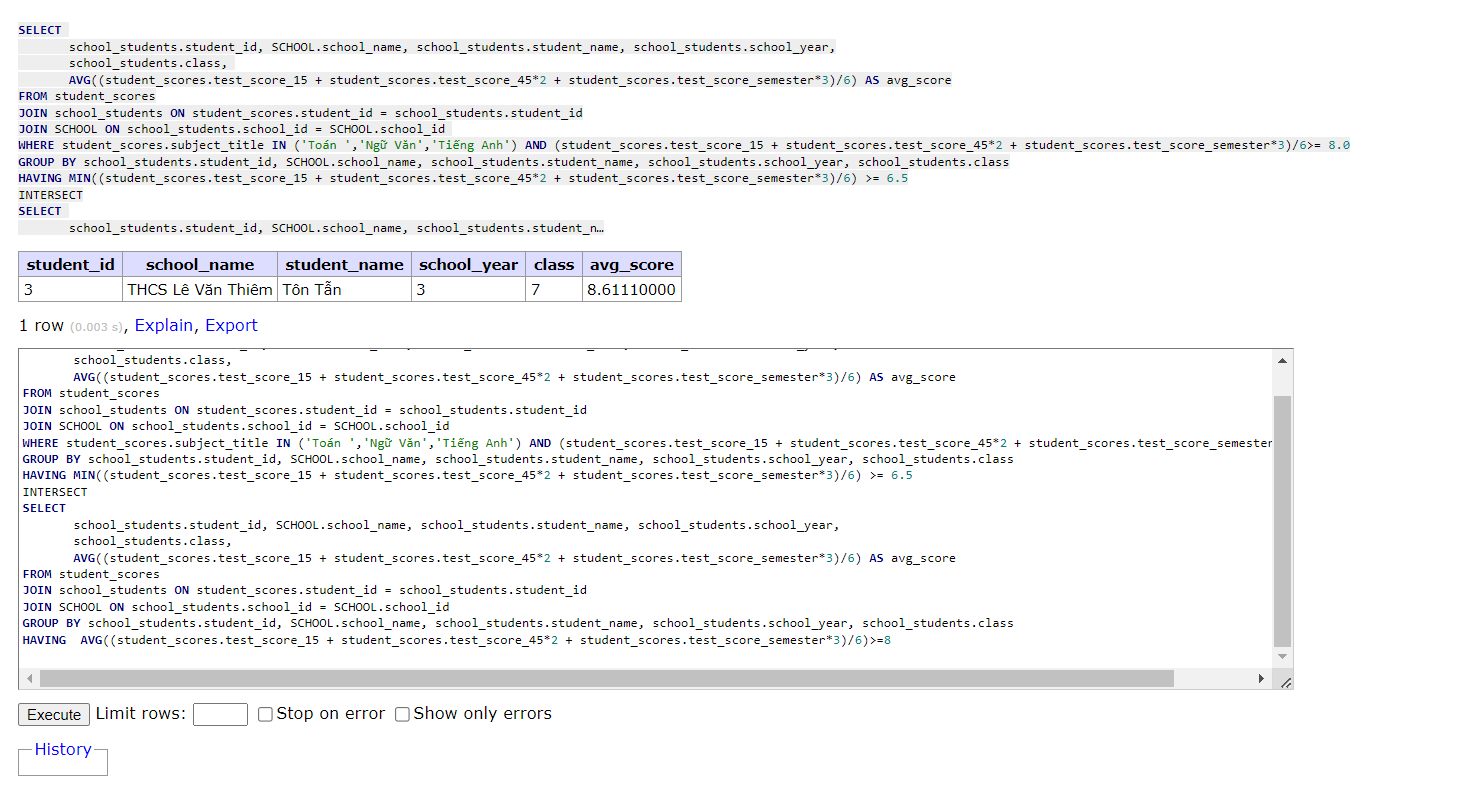 SELECT
school_students.student_id, SCHOOL.school_name, school_students.student_name, school_students.school_year,
school_students.class,
AVG((student_scores.test_score_15 + student_scores.test_score_45*2 + student_scores.test_score_semester*3)/6) AS avg_score
FROM student_scores
JOIN school_students ON student_scores.student_id = school_students.student_id
JOIN SCHOOL ON school_students.school_id = SCHOOL.school_id
WHERE student_scores.subject_title IN ('Toán ','Ngữ Văn','Tiếng Anh') AND (student_scores.test_score_15 + student_scores.test_score_45*2 + student_scores.test_score_semester*3)/6>= 8.0
GROUP BY school_students.student_id, SCHOOL.school_name, school_students.student_name, school_students.school_year, school_students.class
HAVING MIN((student_scores.test_score_15 + student_scores.test_score_45*2 + student_scores.test_score_semester*3)/6) >= 6.5
INTERSECT
SELECT
school_students.student_id, SCHOOL.school_name, school_students.student_n…
student_id school_name student_name school_year class avg_score
3 THCS Lê Văn Thiêm Tôn Tẫn 3 7 8.61110000
1 row (0.003 s), Explain, Export
school_students.class,
AVG((student_scores.test_score_15 + student_scores.test_score_45*2 + student_scores.test_score_semester*3)/6) AS avg_score
FROM student_scores
JOIN school_students ON student_scores.student_id = school_students.student_id
JOIN SCHOOL ON school_students.school_id = SCHOOL.school_id
WHERE student_scores.subject_title IN ('Toán ','Ngữ Văn','Tiếng Anh') AND (student_scores.test_score_15 + student_scores.test_score_45*2 + student_scores.test_score_semester
GROUP BY school_students.student_id, SCHOOL.school_name, school_students.student_name, school_students.school_year, school_students.class
HAVING MIN((student_scores.test_score_15 + student_scores.test_score_45*2 + student_scores.test_score_semester*3)/6) >= 6.5
INTERSECT
SELECT
school_students.student_id, SCHOOL.school_name, school_students.student_name, school_students.school_year,
school_students.class,
AVG((student_scores.test_score_15 + student_scores.test_score_45*2 + student_scores.test_score_semester*3)/6) AS avg_score
FROM student_scores
JOIN school_students ON student_scores.student_id = school_students.student_id
JOIN SCHOOL ON school_students.school_id = SCHOOL.school_id
GROUP BY school_students.student_id, SCHOOL.school_name, school_students.student_name, school_students.school_year, school_students.class
HAVING  AVG((student_scores.test_score_15 + student_scores.test_score_45*2 + student_scores.test_score_semester*3)/6)>=8
Execute Limit rows: Stop on error Show only errors
History